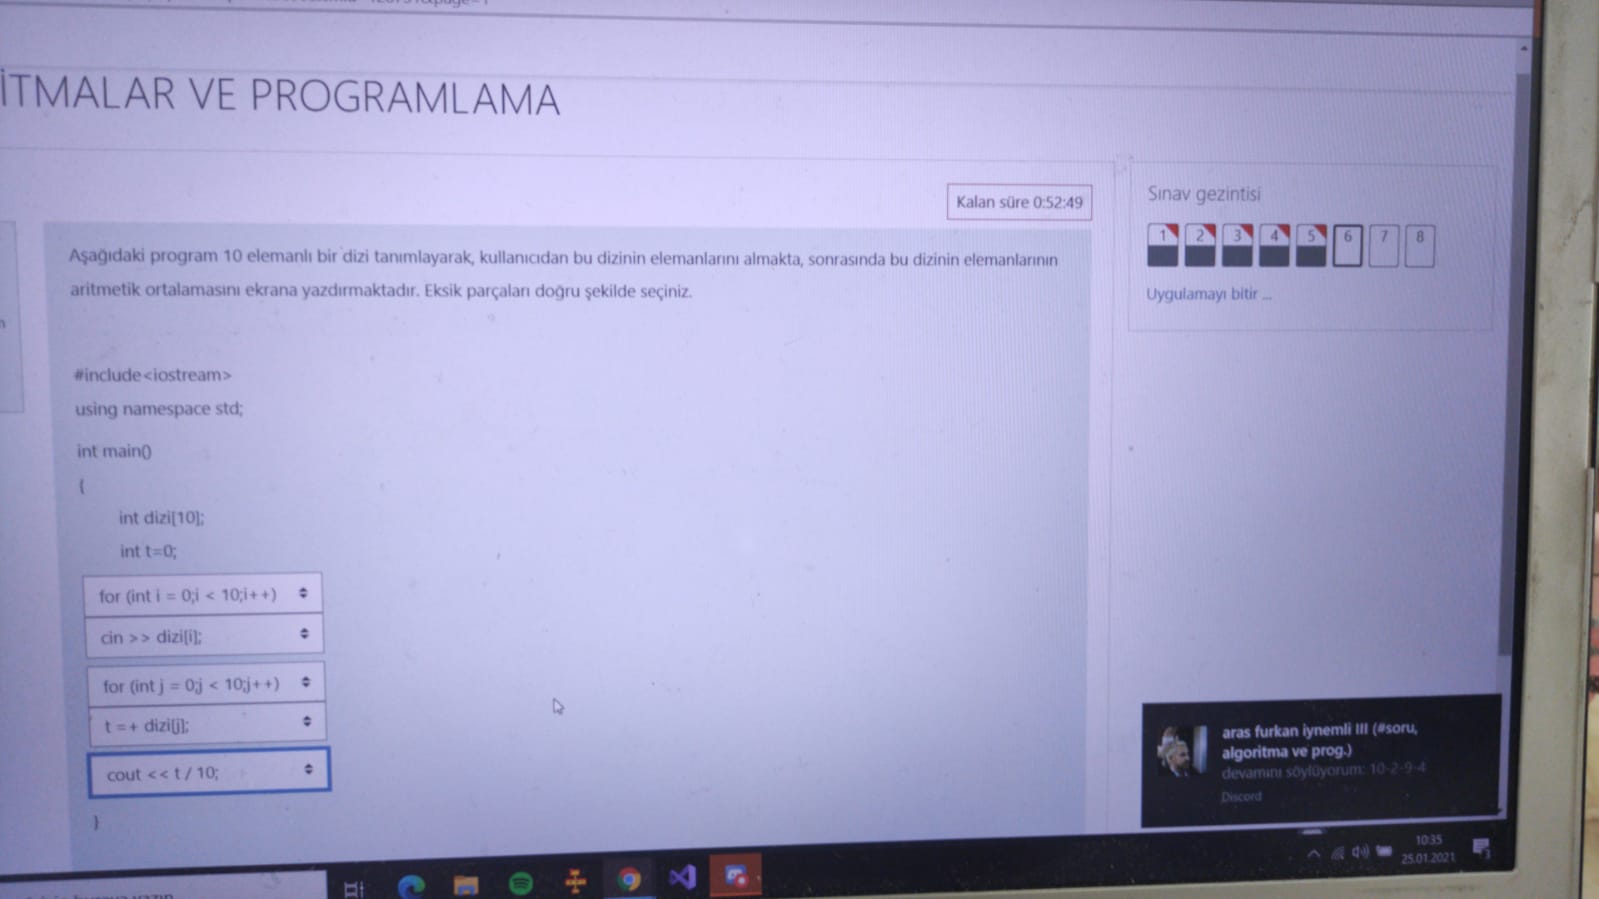 İTMALAR VE PROGRAMLAMA
Kalan süre 0:52:49
Aşağıdaki program 10 elemanlı bir dizi tanımlayarak, kullanıcıdan bu dizinin elemanlarını almakta, sonrasında bu dizinin elemanlarının
aritmetik ortalamasını ekrana yazdırmaktadır. Eksik parçaları doğru şekilde seçiniz.
#include<iostream>
using namespace std;
int main()
{
int dizi[10];
int t=0;
for (int i = 0;i < 10;i++)
cin >> dizi[i];
for (int j = 0;j < 10;j++)
t =+ dizi[j];
cout << t / 10;
}
Sınav gezintisi
1 2 3 4 5 6 7 8
Uygulamayı bitir ...
aras furkan iynemli III (#soru,
algoritma ve prog.)
devamını söylüyorum: 10-2-9-4
Discord
10:35
25.01.2021
3